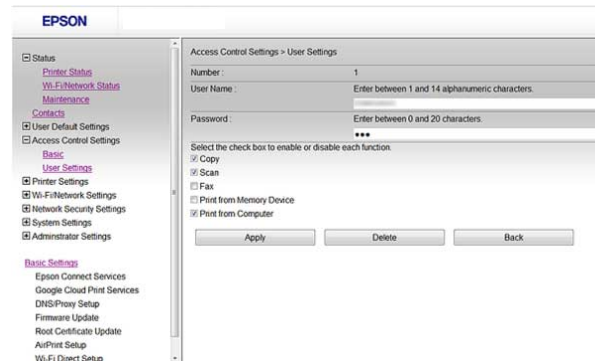 EPSON
Status
Printer Status
Wi-Fi/Network Status
Maintenance
Contacts
User Default Settings
Access Control Settings
Basic
User Settings
Printer Settings
Wi-Fi/Network Settings
Network Security Settings
System Settings
Adminstrator Settings
Basic Settings
Epson Connect Services
Google Cloud Print Services
DNS/Proxy Setup
Firmware Update
Root Certificate Update
AirPrint Setup
Wi-Fi Direct Setup
Access Control Settings > User Settings
Number : 1
User Name : Enter between 1 and 14 alphanumeric characters.
Password : Enter between 0 and 20 characters.
•••
Select the check box to enable or disable each function.
Copy
Scan
Fax
Print from Memory Device
Print from Computer
Apply Delete Back